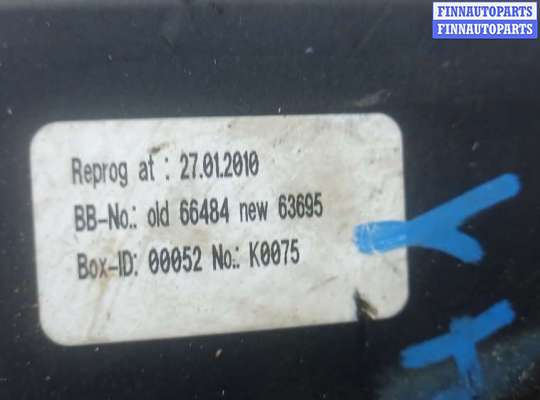 FINNAUTOPARTS
FINNAUTOPARTS
Reprog at : 27.01.2010
BB-No.: old 66484 new 63695
Box-ID: 00052 No.: K0075